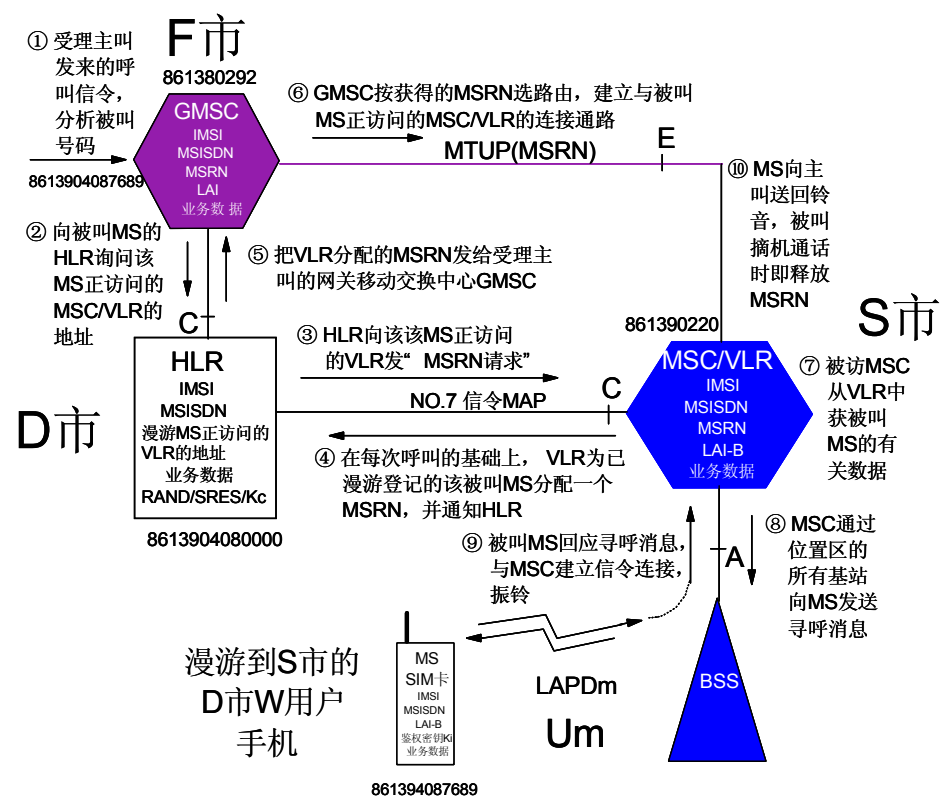 F市
861380292
① 受理主叫
发来的呼
叫信令，
分析被叫
号码
8613904087689
GMSC
IMSI
MSISDN
MSRN
LAI
业务数 据
⑥ GMSC按获得的MSRN选路由，建立与被叫
MS正访问的MSC/VLR的连接通路
MTUP(MSRN)
E
⑩ MS向主
叫送回铃
音，被叫
摘机通话
时即释放
MSRN
② 向被叫MS的
HLR询问该
MS正访问的
MSC/VLR的
地址
C
⑤ 把VLR分配的MSRN发给受理主
叫的网关移动交换中心GMSC
S市
861390220
③ HLR向该该MS正访问
的VLR发“ MSRN请求”
D市
HLR
IMSI
MSISDN
漫游MS正访问的
VLR的地址
业务数据
RAND/SRES/Kc
8613904080000
NO.7 信令MAP
C
MSC/VLR
IMSI
MSISDN
MSRN
LAI-B
业务数据
⑦ 被访MSC
从VLR中
获被叫
MS的有
关数据
④ 在每次呼叫的基础上， VLR为已
漫游登记的该被叫MS分配一个
MSRN，并通知HLR
⑨ 被叫MS回应寻呼消息，
与MSC建立信令连接，
振铃
A
⑧ MSC通过
位置区的
所有基站
向MS发送
寻呼消息
漫游到S市的
D市W用户
手机
MS
SIM卡
IMSI
MSISDN
LAI-B
鉴权密钥Ki
业务数据
861394087689
LAPDm
Um
BSS